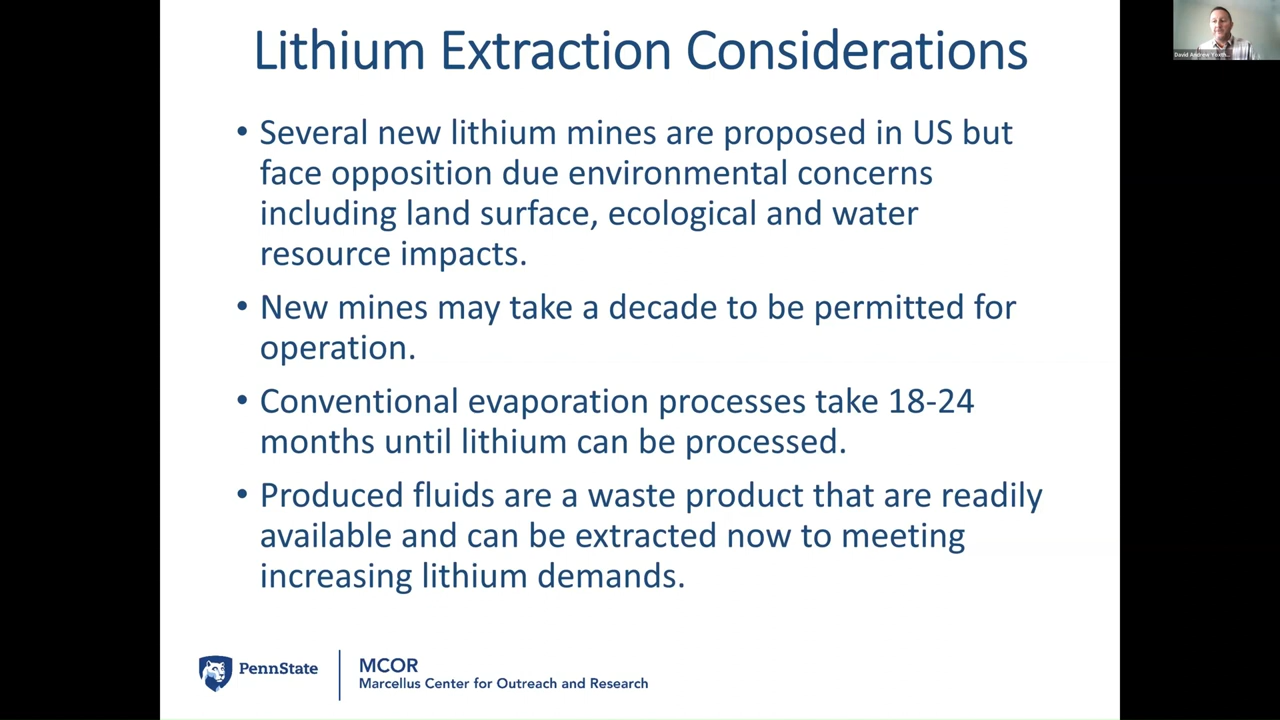 Lithium Extraction Considerations
• Several new lithium mines are proposed in US but
face opposition due environmental concerns
including land surface, ecological and water
resource impacts.
• New mines may take a decade to be permitted for
operation.
• Conventional evaporation processes take 18-24
months until lithium can be processed.
• Produced fluids are a waste product that are readily
available and can be extracted now to meeting
increasing lithium demands.
PennState
MCOR
Marcellus Center for Outreach and Research
David Andrew